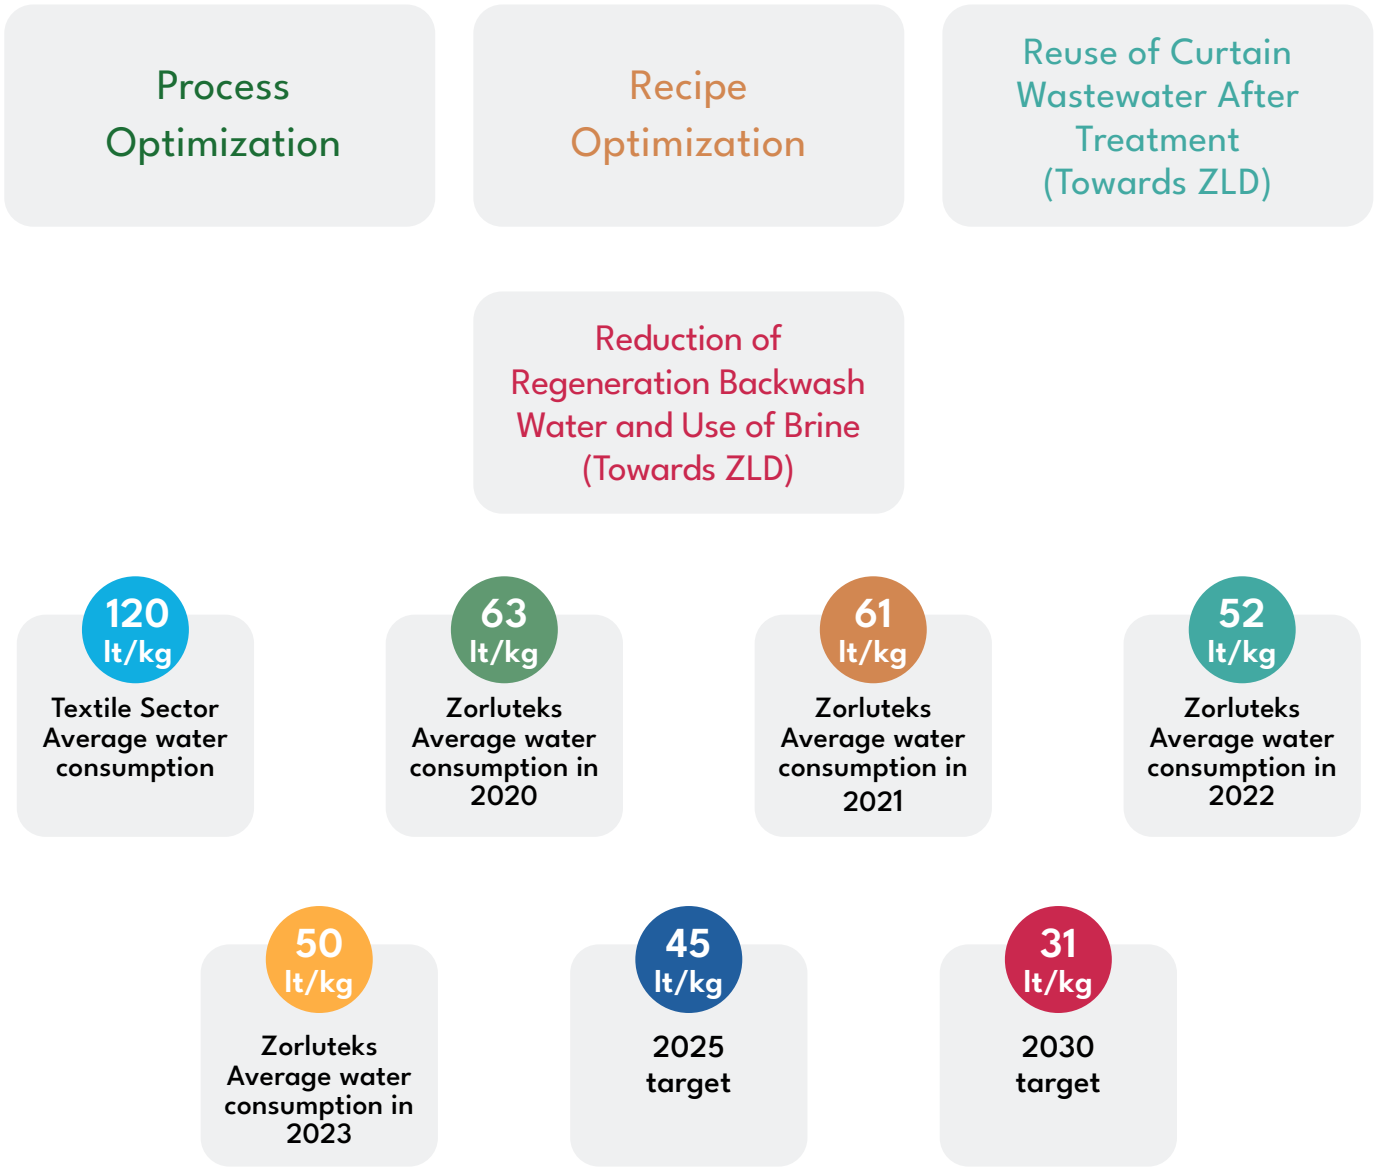 Process
Optimization
Recipe
Optimization
Reuse of Curtain
Wastewater After
Treatment
(Towards ZLD)
Reduction of
Regeneration Backwash
Water and Use of Brine
(Towards ZLD)
120
lt/kg
Textile Sector
Average water
consumption
63
lt/kg
Zorluteks
Average water
consumption in
2020
61
lt/kg
Zorluteks
Average water
consumption in
2021
52
lt/kg
Zorluteks
Average water
consumption in
2022
50
lt/kg
Zorluteks
Average water
consumption in
2023
45
lt/kg
2025
target
31
lt/kg
2030
target